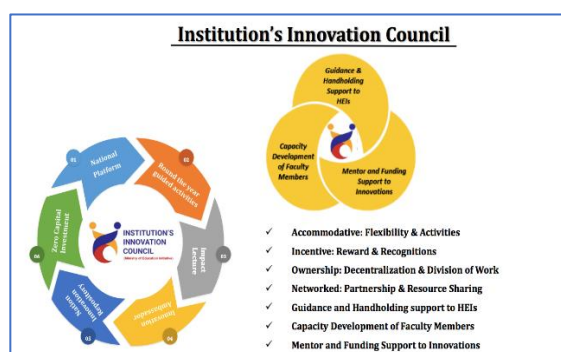 Institution's Innovation Council
Guidance &
Handholding
Support to
HEIs
Capacity
Development
of Faculty
Members
Mentor and Funding
Support to
Innovations
01
National
Platform
02
Round the year
guided activities
03
Impact
Lecture
04
Innovation
Ambassador
05
Nation
Innovation
Repository
06
Zero Capital
Investment
INSTITUTION'S
INNOVATION
COUNCIL
(Ministry of Education Initiative)
✓ Accommodative: Flexibility & Activities
✓ Incentive: Reward & Recognitions
✓ Ownership: Decentralization & Division of Work
✓ Networked: Partnership & Resource Sharing
✓ Guidance and Handholding support to HEIs
✓ Capacity Development of Faculty Members
✓ Mentor and Funding Support to Innovations